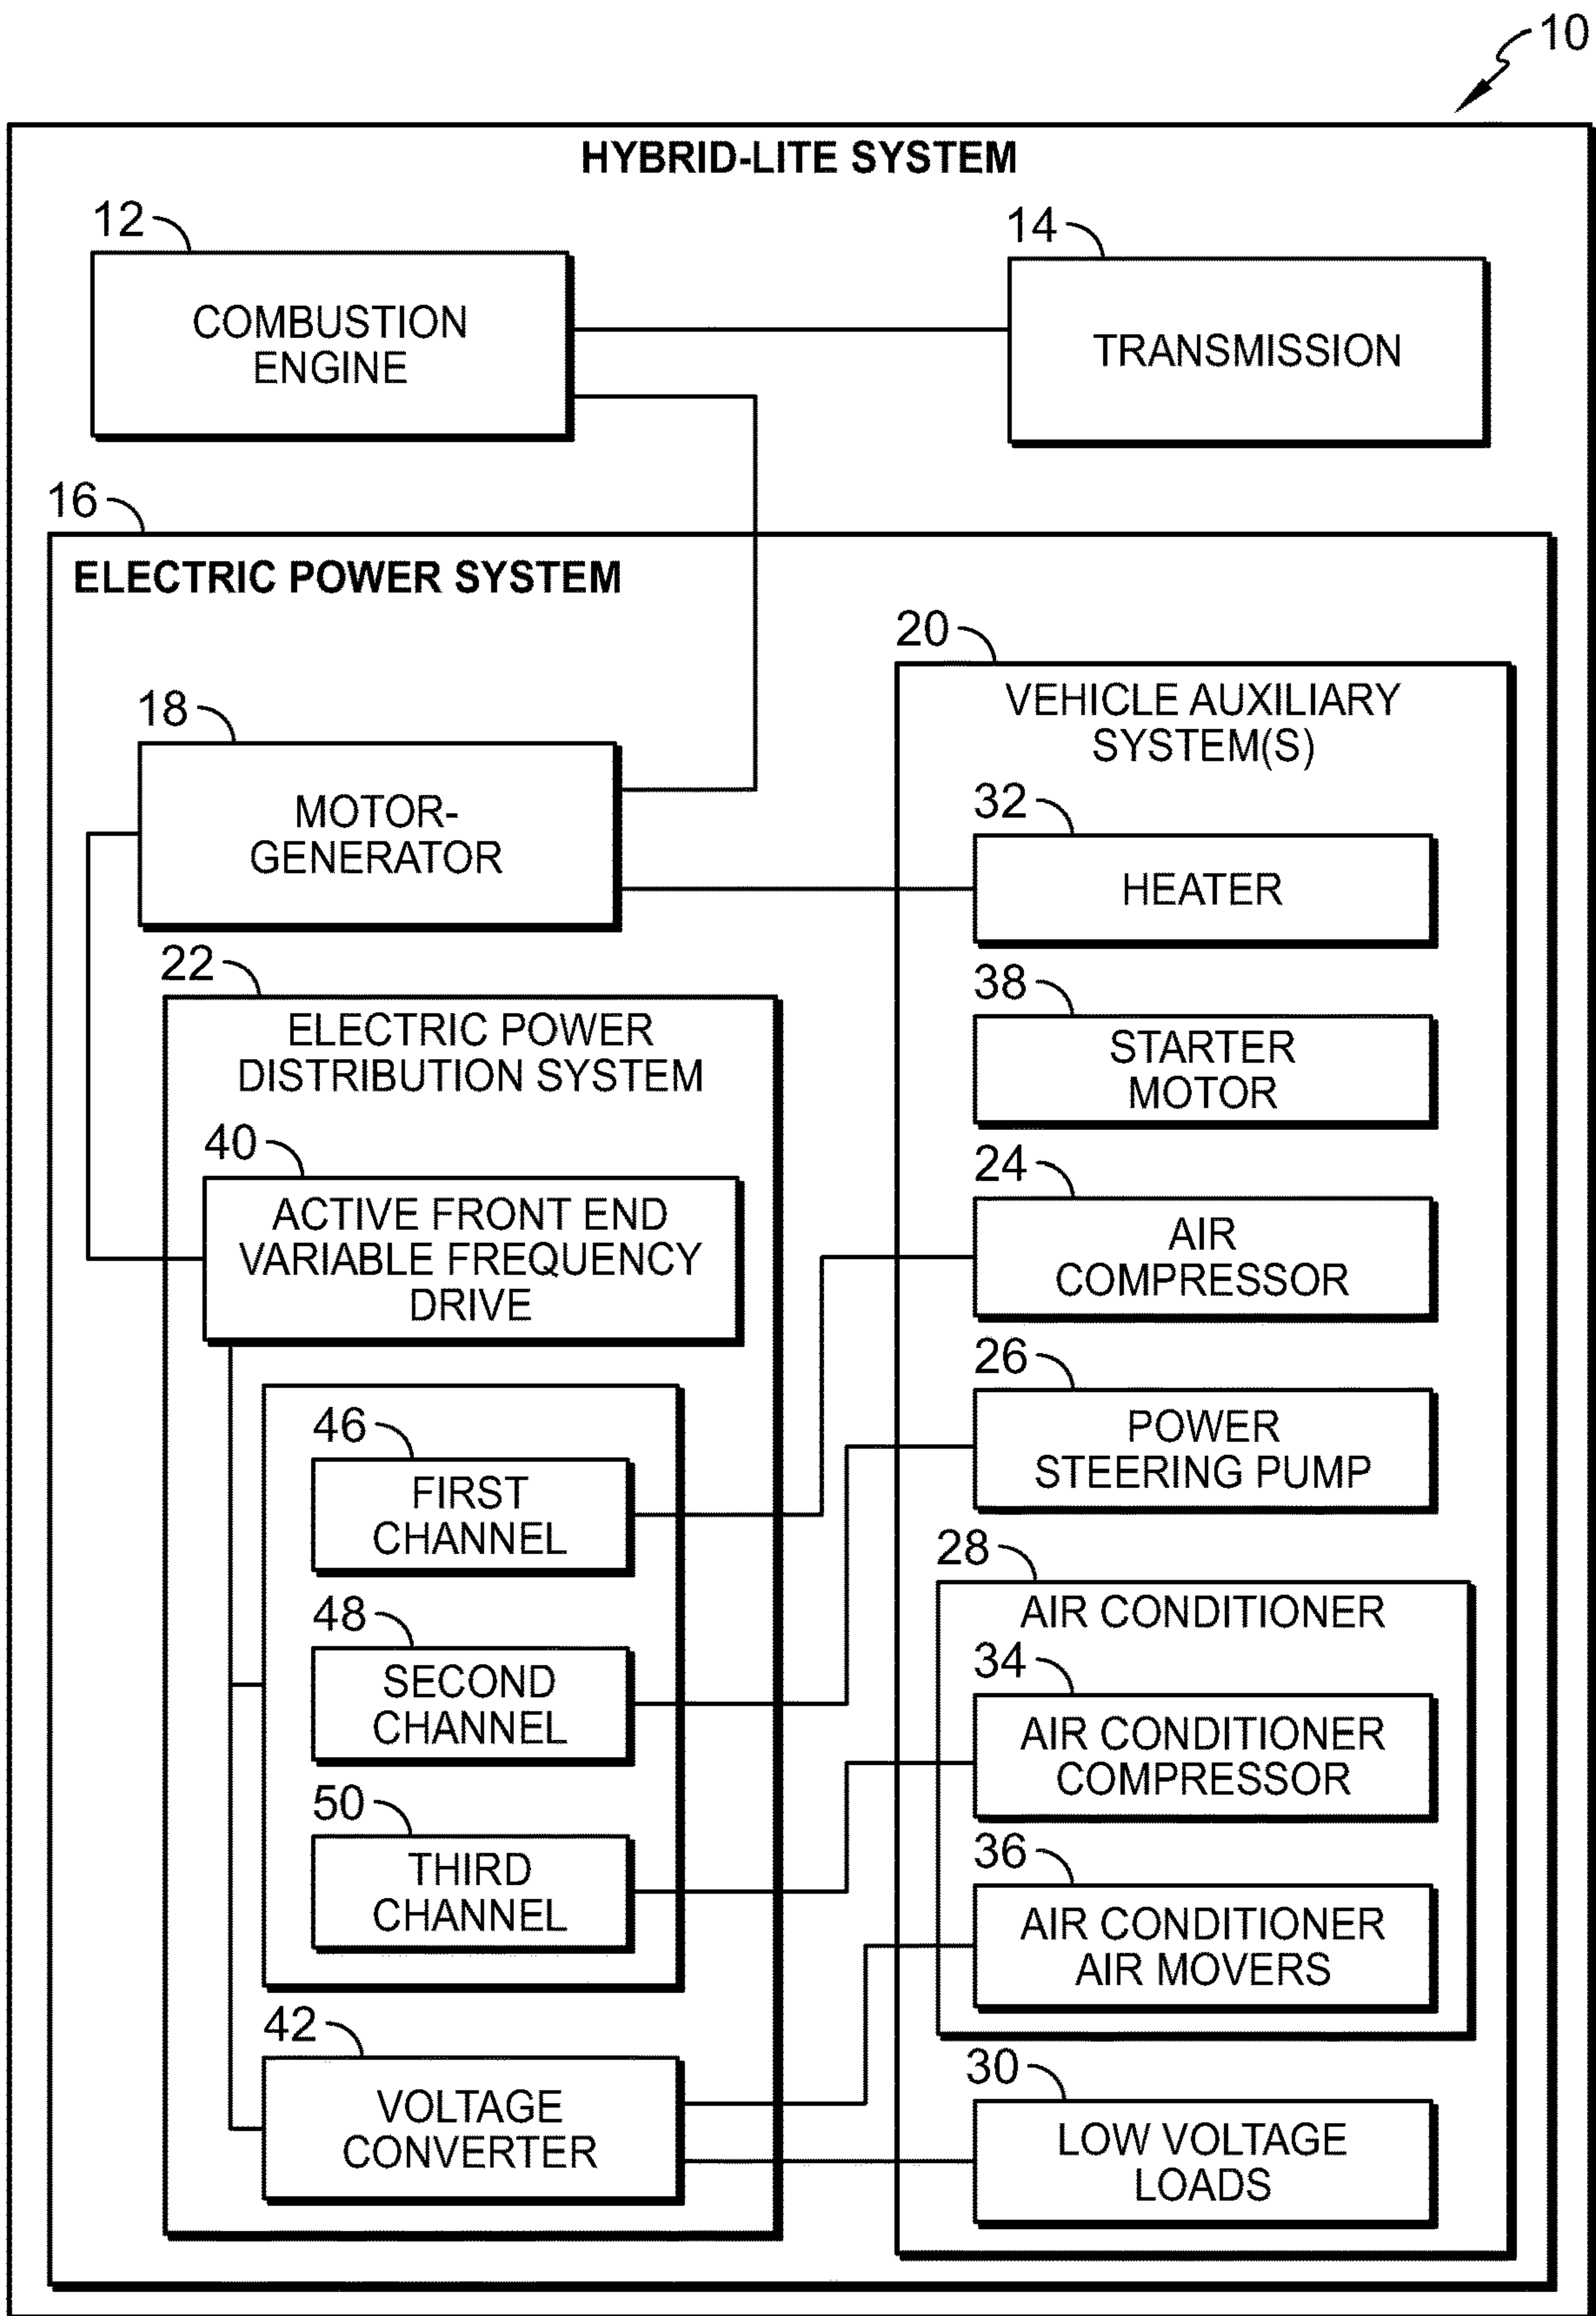 10
HYBRID-LITE SYSTEM
12
COMBUSTION
ENGINE
14
TRANSMISSION
16
ELECTRIC POWER SYSTEM
18
MOTOR-
GENERATOR
22
ELECTRIC POWER
DISTRIBUTION SYSTEM
40
ACTIVE FRONT END
VARIABLE FREQUENCY
DRIVE
46
FIRST
CHANNEL
48
SECOND
CHANNEL
50
THIRD
CHANNEL
42
VOLTAGE
CONVERTER
20
VEHICLE AUXILIARY
SYSTEM(S)
32
HEATER
38
STARTER
MOTOR
24
AIR
COMPRESSOR
26
POWER
STEERING PUMP
28
AIR CONDITIONER
34
AIR CONDITIONER
COMPRESSOR
36
AIR CONDITIONER
AIR MOVERS
30
LOW VOLTAGE
LOADS